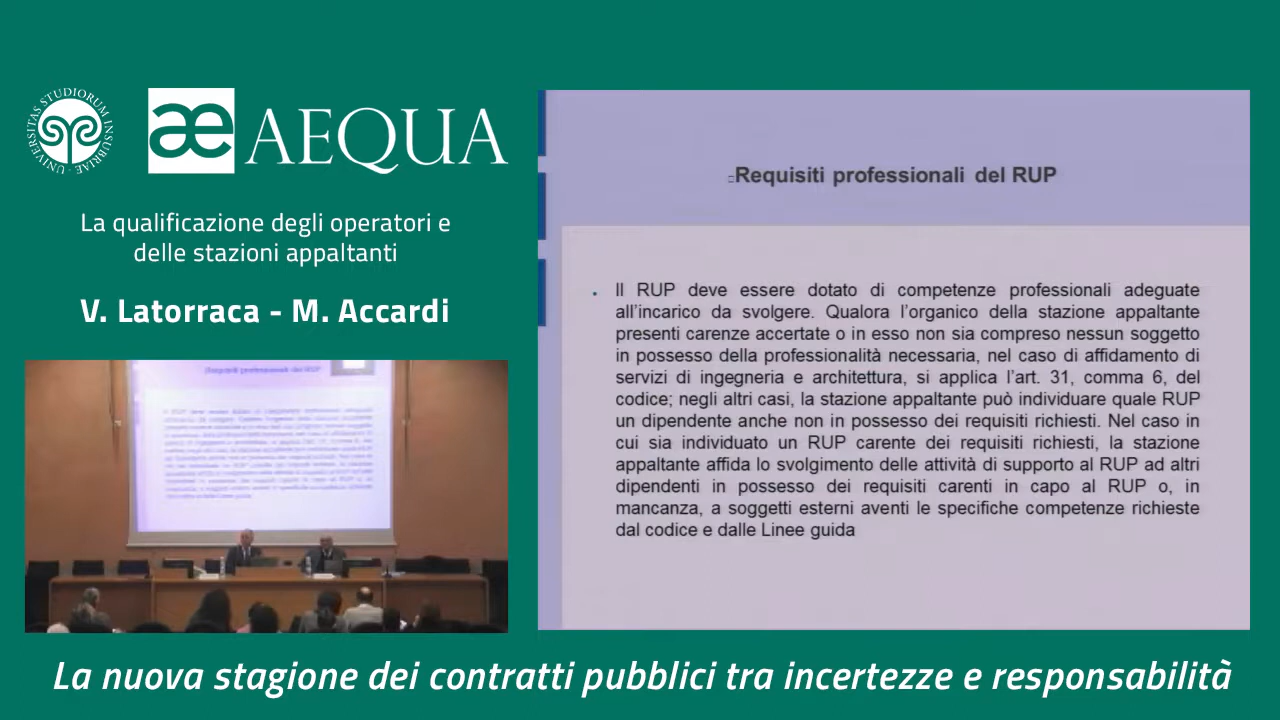 UNIVERSITAS STUDIORUM INSUBRIAE
æ AEQUA
La qualificazione degli operatori e
delle stazioni appaltanti
V. Latorraca - M. Accardi
Requisiti professionali del RUP
Requisiti professionali del RUP
• Il RUP deve essere dotato di competenze professionali adeguate
all’incarico da svolgere. Qualora l’organico della stazione appaltante
presenti carenze accertate o in esso non sia compreso nessun soggetto
in possesso della professionalità necessaria, nel caso di affidamento di
servizi di ingegneria e architettura, si applica l’art. 31, comma 6, del
codice; negli altri casi, la stazione appaltante può individuare quale RUP
un dipendente anche non in possesso dei requisiti richiesti. Nel caso in
cui sia individuato un RUP carente dei requisiti richiesti, la stazione
appaltante affida lo svolgimento delle attività di supporto al RUP ad altri
dipendenti in possesso dei requisiti carenti in capo al RUP o, in
mancanza, a soggetti esterni aventi le specifiche competenze richieste
dal codice e dalle Linee guida
La nuova stagione dei contratti pubblici tra incertezze e responsabilità